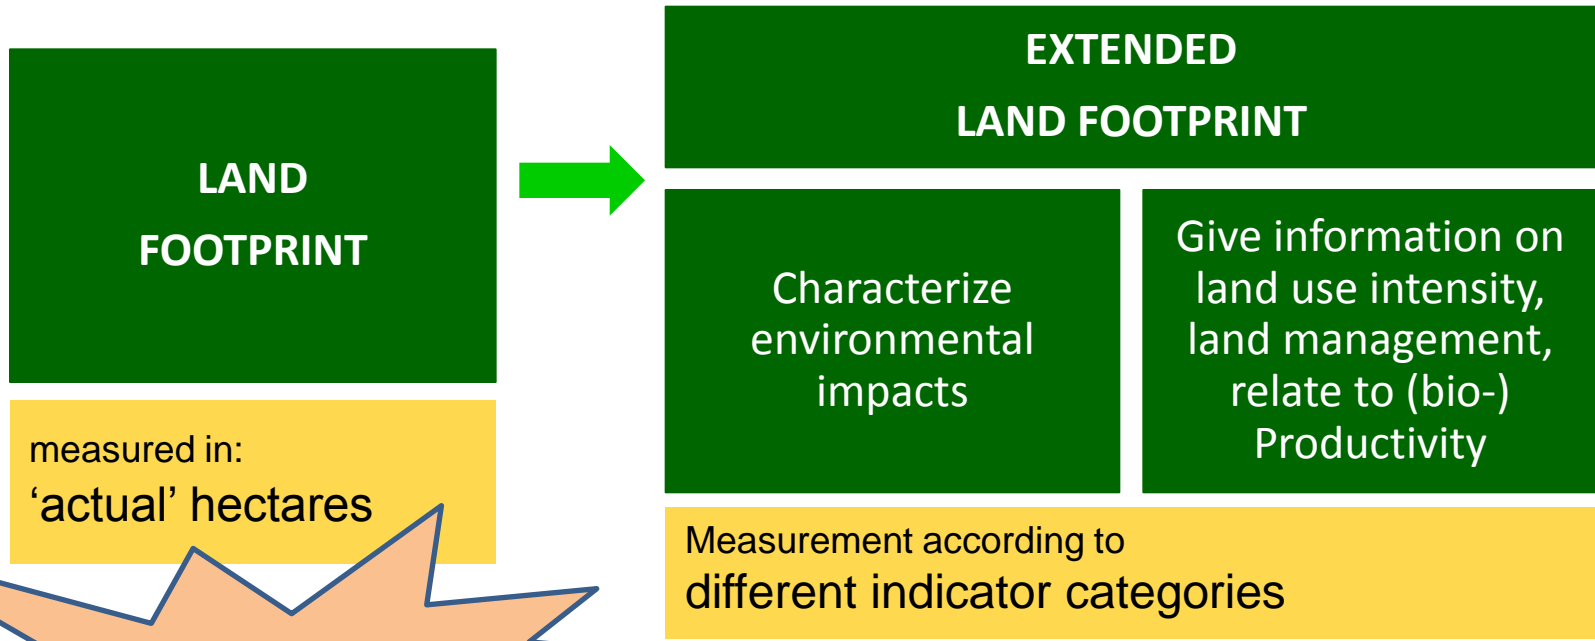 LAND
FOOTPRINT
measured in:
‘actual’ hectares
EXTENDED
LAND FOOTPRINT
Characterize
environmental
impacts
Give information on
land use intensity,
land management,
relate to (bio-)
Productivity
Measurement according to
different indicator categories